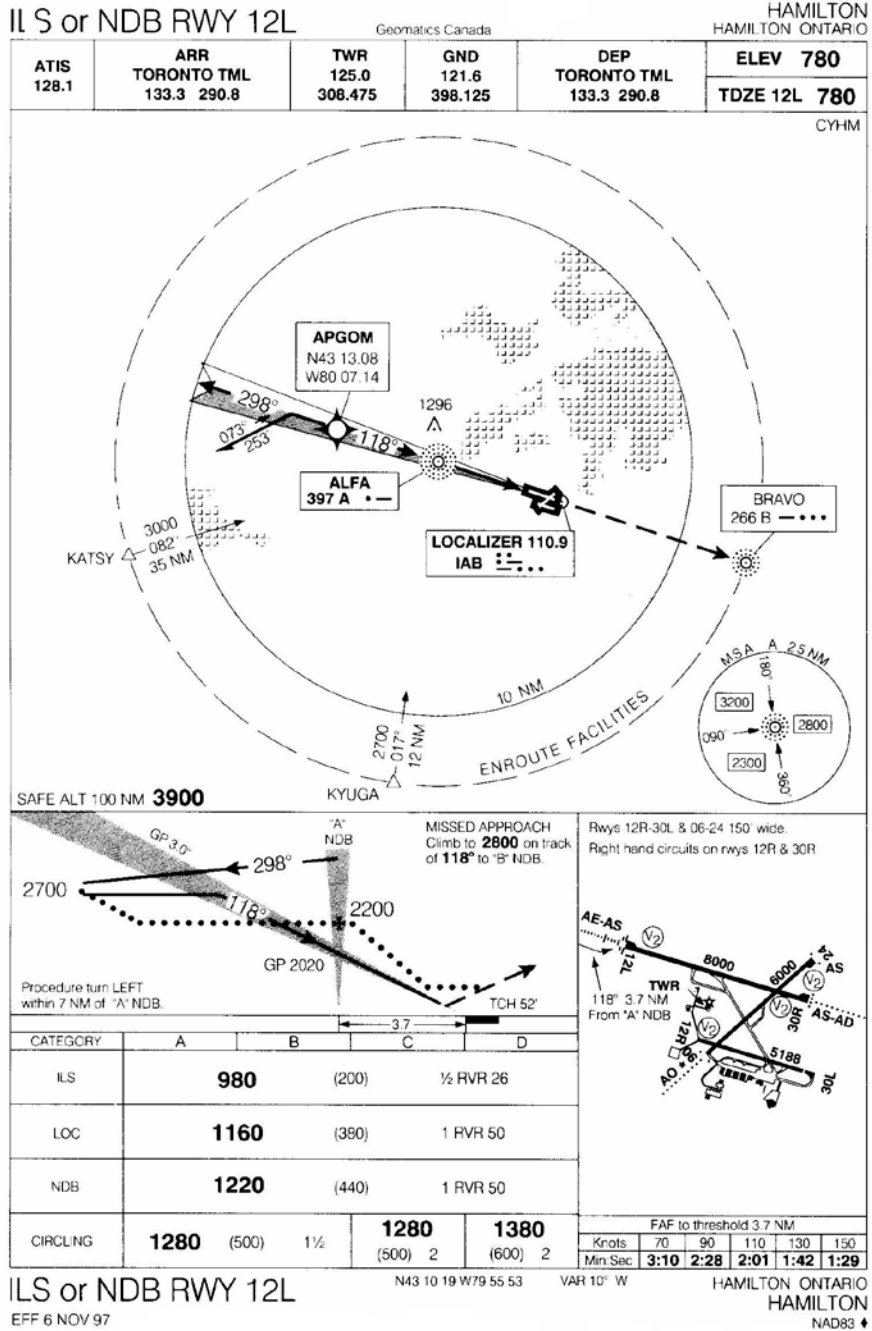 ILS or NDB RWY 12L
Geomatics Canada
HAMILTON
HAMILTON ONTARIO
ATIS
128.1
ARR
TORONTO TML
133.3 290.8
TWR
125.0
308.475
GND
121.6
398.125
DEP
TORONTO TML
133.3 290.8
ELEV 780
TDZE 12L 780
CYHM
APGOM
N43 13.08
W80 07.14
298°
073°
253
118°
1296
ALFA
397 A
LOCALIZER 110.9
IAB
BRAVO
266 B
KATSY
3000
082°
35 NM
10 NM
ENROUTE FACILITIES
2700
017°
12 NM
KYUGA
MSA A 25 NM
180°
3200
090°
2800
2300
360°
SAFE ALT 100 NM 3900
GP 3.0°
"A"
NDB
MISSED APPROACH
Climb to 2800 on track
of 118° to "B" NDB.
2700
298°
118°
2200
GP 2020
Procedure turn LEFT
within 7 NM of "A" NDB.
TCH 52'
3.7
Rwys 12R-30L & 06-24 150' wide.
Right hand circuits on rwys 12R & 30R
AE-AS
V2
12L
8000
6000
24
AS
V2
TWR
118° 3.7 NM
From "A" NDB
V2
30R
AS-AD
V2
12R
06
AO
5188
30L
CATEGORY A B C D
ILS 980 (200) ½ RVR 26
LOC 1160 (380) 1 RVR 50
NDB 1220 (440) 1 RVR 50
CIRCLING 1280 (500) 1½ 1280 (500) 2 1380 (600) 2
FAF to threshold 3.7 NM
Knots 70 90 110 130 150
Min:Sec 3:10 2:28 2:01 1:42 1:29
ILS or NDB RWY 12L
N43 10 19 W79 55 53 VAR 10° W
HAMILTON ONTARIO
HAMILTON
EFF 6 NOV 97
NAD83